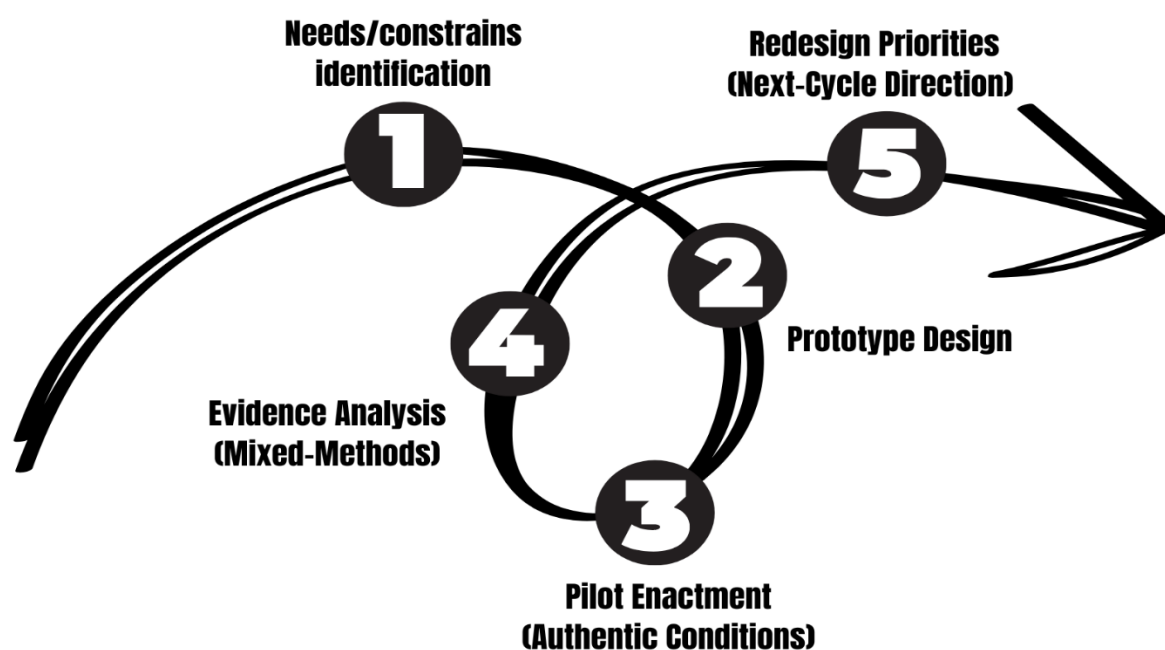 Needs/constrains
identification
1
Redesign Priorities
(Next-Cycle Direction)
5
2
Prototype Design
4
Evidence Analysis
(Mixed-Methods)
3
Pilot Enactment
(Authentic Conditions)